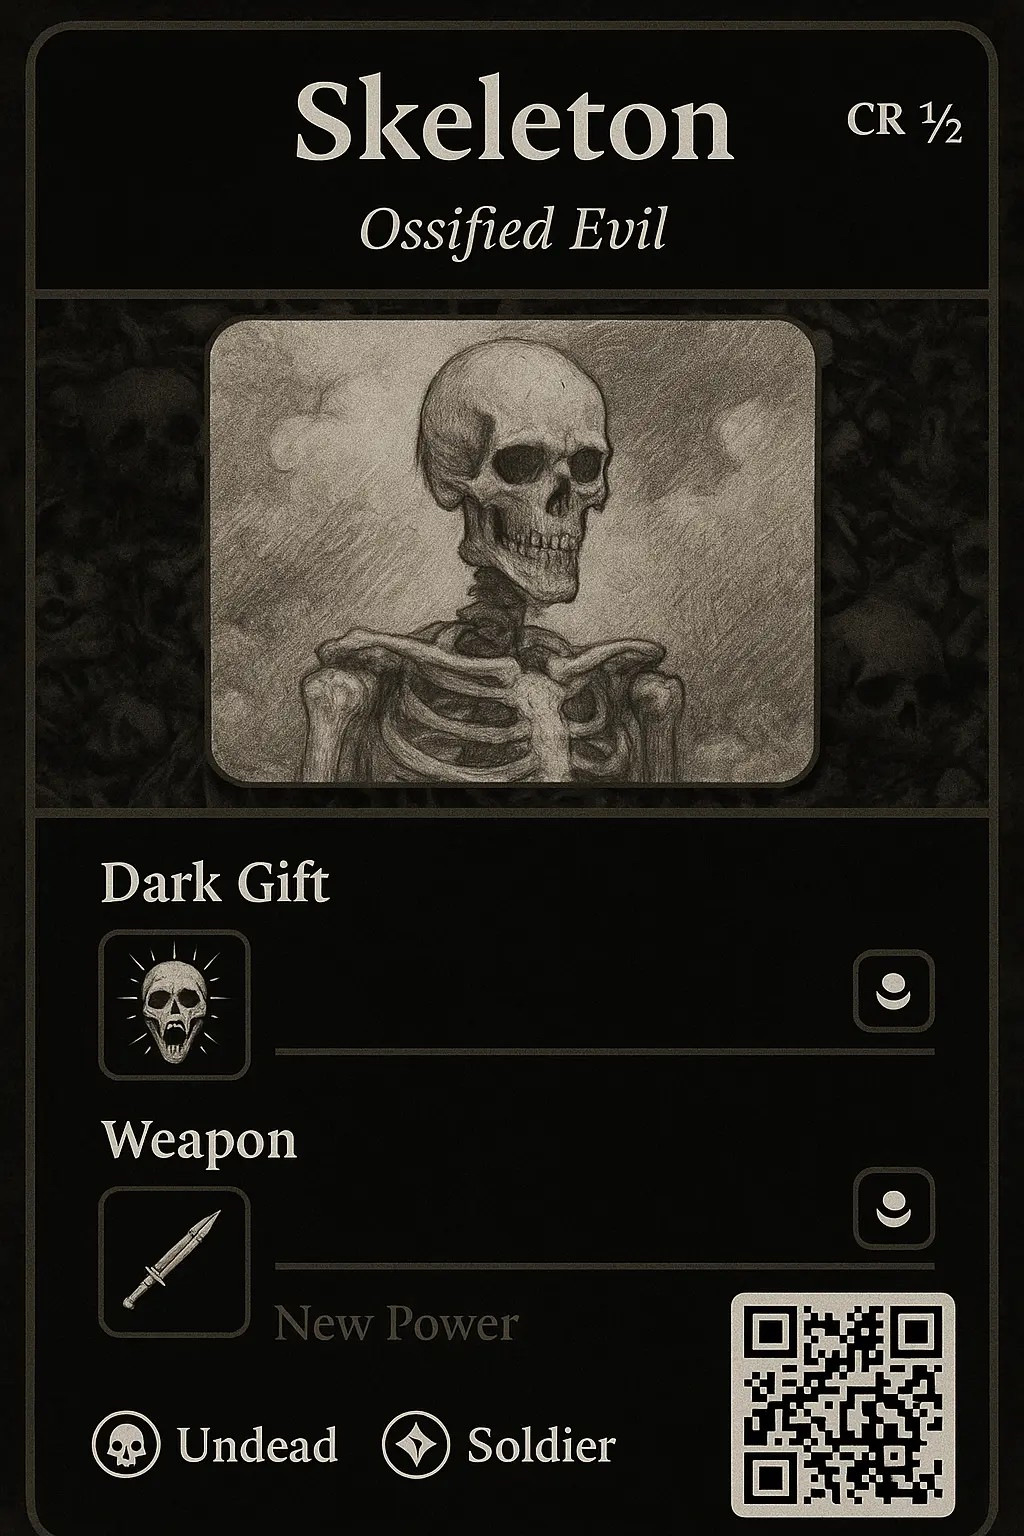 Skeleton
CR ½
Ossified Evil
Dark Gift
Weapon
New Power
Undead
Soldier